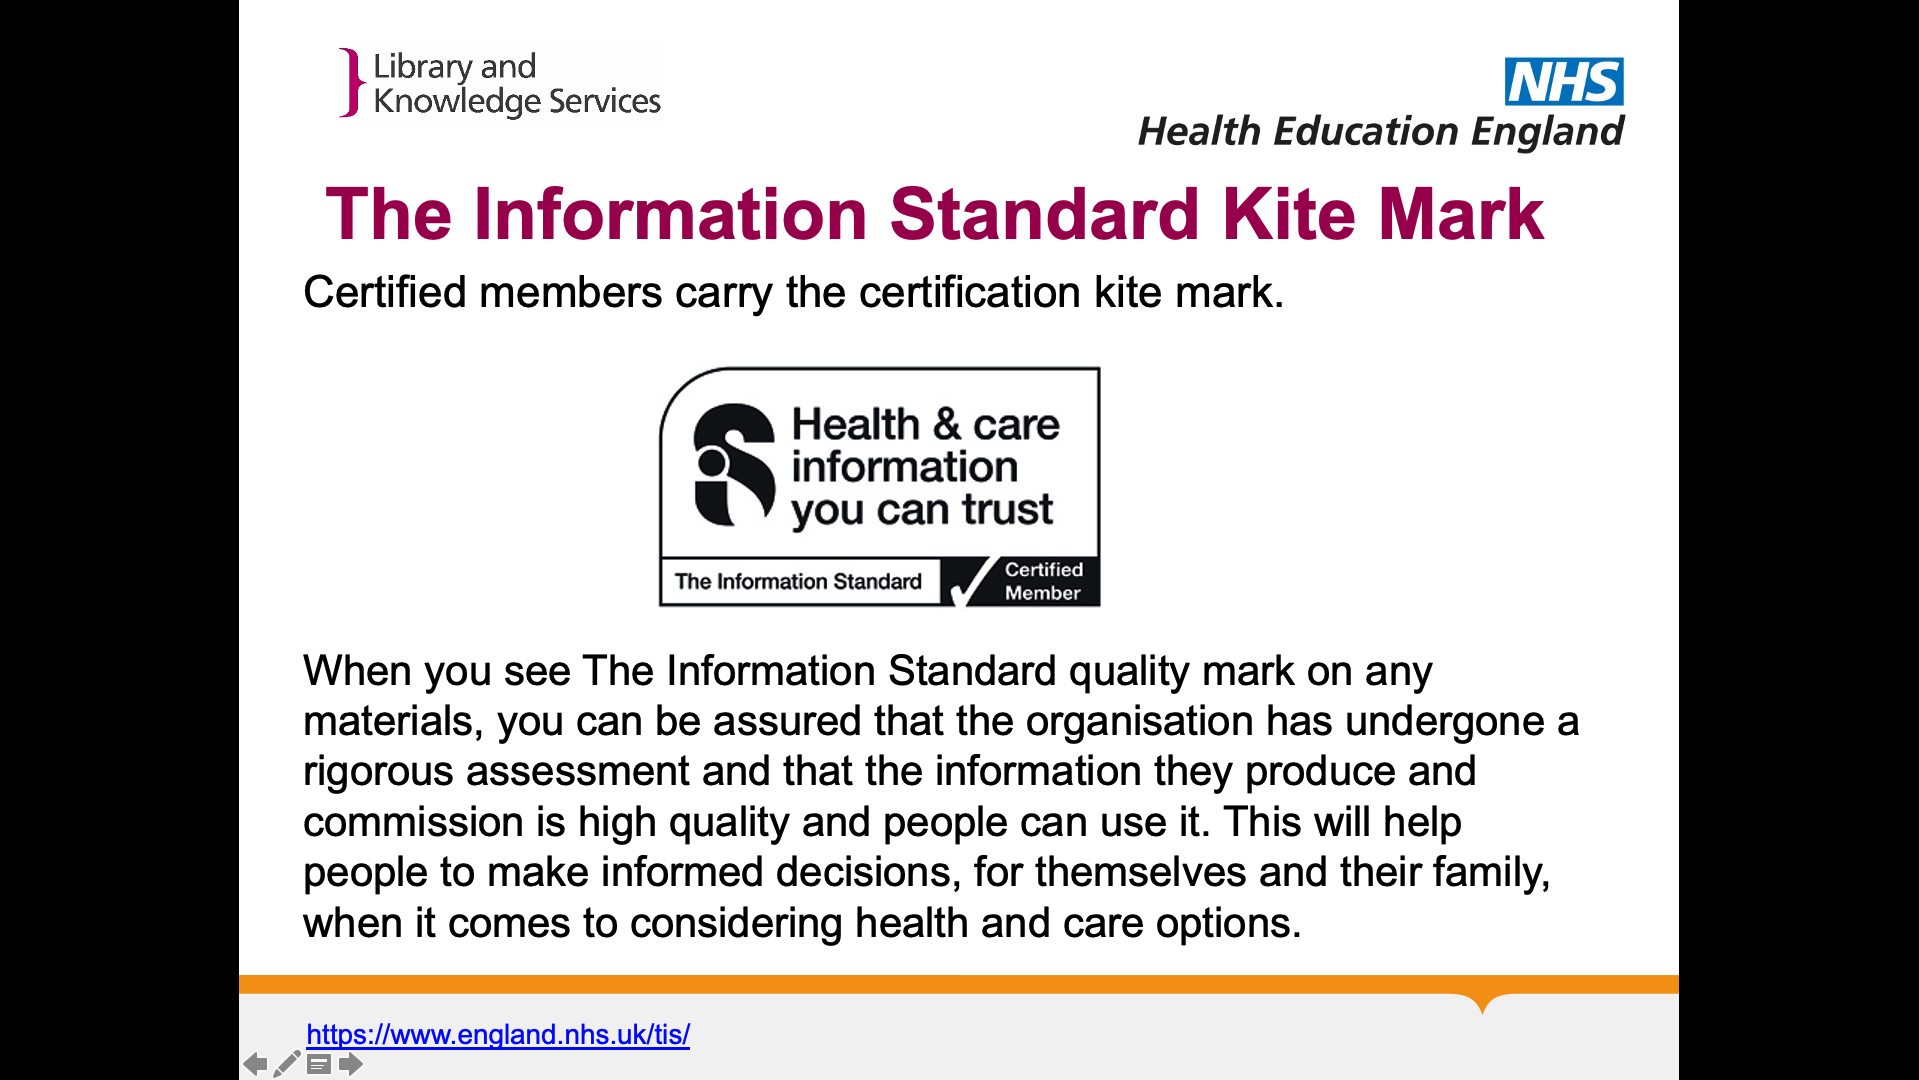 Library and
Knowledge Services
NHS
Health Education England
The Information Standard Kite Mark
Certified members carry the certification kite mark.
iS
Health & care
information
you can trust
The Information Standard
Certified
Member
When you see The Information Standard quality mark on any
materials, you can be assured that the organisation has undergone a
rigorous assessment and that the information they produce and
commission is high quality and people can use it. This will help
people to make informed decisions, for themselves and their family,
when it comes to considering health and care options.
https://www.england.nhs.uk/tis/